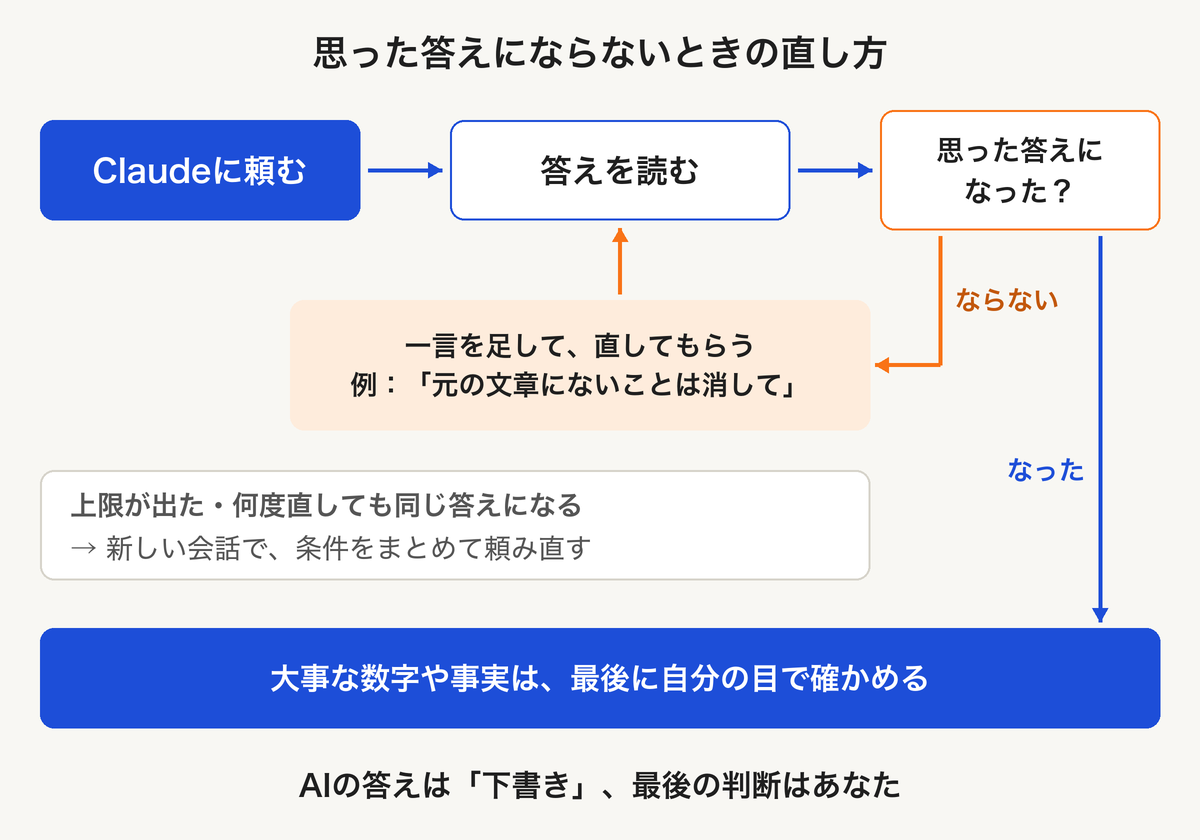 思った答えにならないときの直し方
Claudeに頼む
答えを読む
思った答えに
なった？
ならない
一言を足して、直してもらう
例：「元の文章にないことは消して」
なった
上限が出た・何度直しても同じ答えになる
→ 新しい会話で、条件をまとめて頼み直す
大事な数字や事実は、最後に自分の目で確かめる
AIの答えは「下書き」、最後の判断はあなた